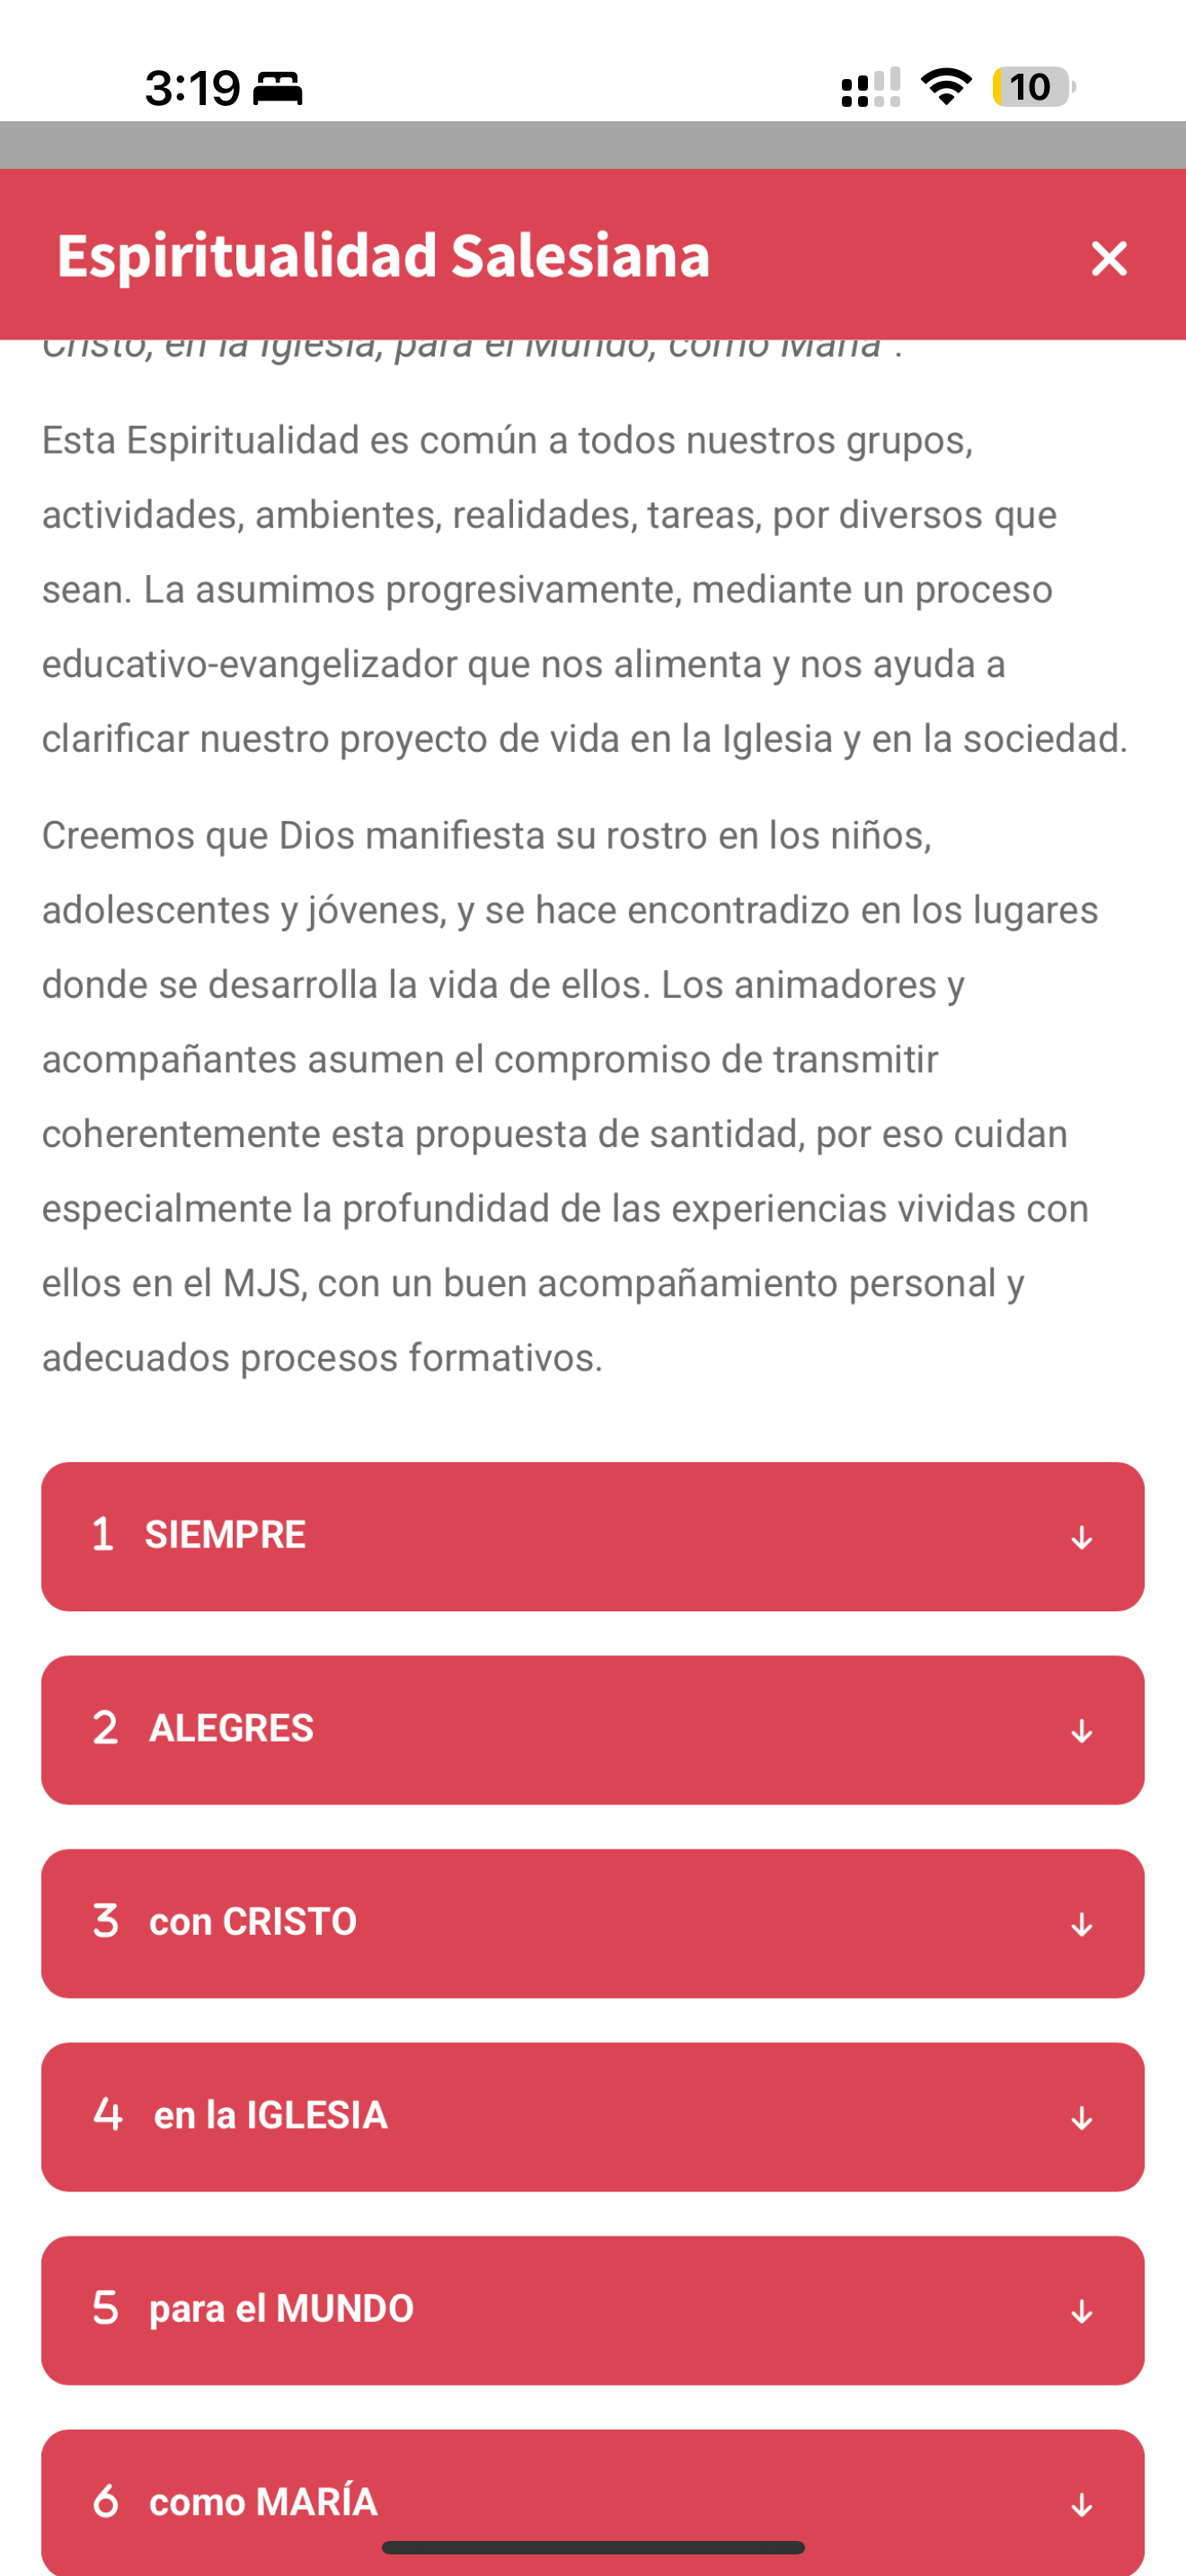 3:19
10
Espiritualidad Salesiana
Cristo, en la Iglesia, para el Mundo, como María".
Esta Espiritualidad es común a todos nuestros grupos,
actividades, ambientes, realidades, tareas, por diversos que
sean. La asumimos progresivamente, mediante un proceso
educativo-evangelizador que nos alimenta y nos ayuda a
clarificar nuestro proyecto de vida en la Iglesia y en la sociedad.
Creemos que Dios manifiesta su rostro en los niños,
adolescentes y jóvenes, y se hace encontradizo en los lugares
donde se desarrolla la vida de ellos. Los animadores y
acompañantes asumen el compromiso de transmitir
coherentemente esta propuesta de santidad, por eso cuidan
especialmente la profundidad de las experiencias vividas con
ellos en el MJS, con un buen acompañamiento personal y
adecuados procesos formativos.
1 SIEMPRE
2 ALEGRES
3 con CRISTO
4 en la IGLESIA
5 para el MUNDO
6 como MARÍA